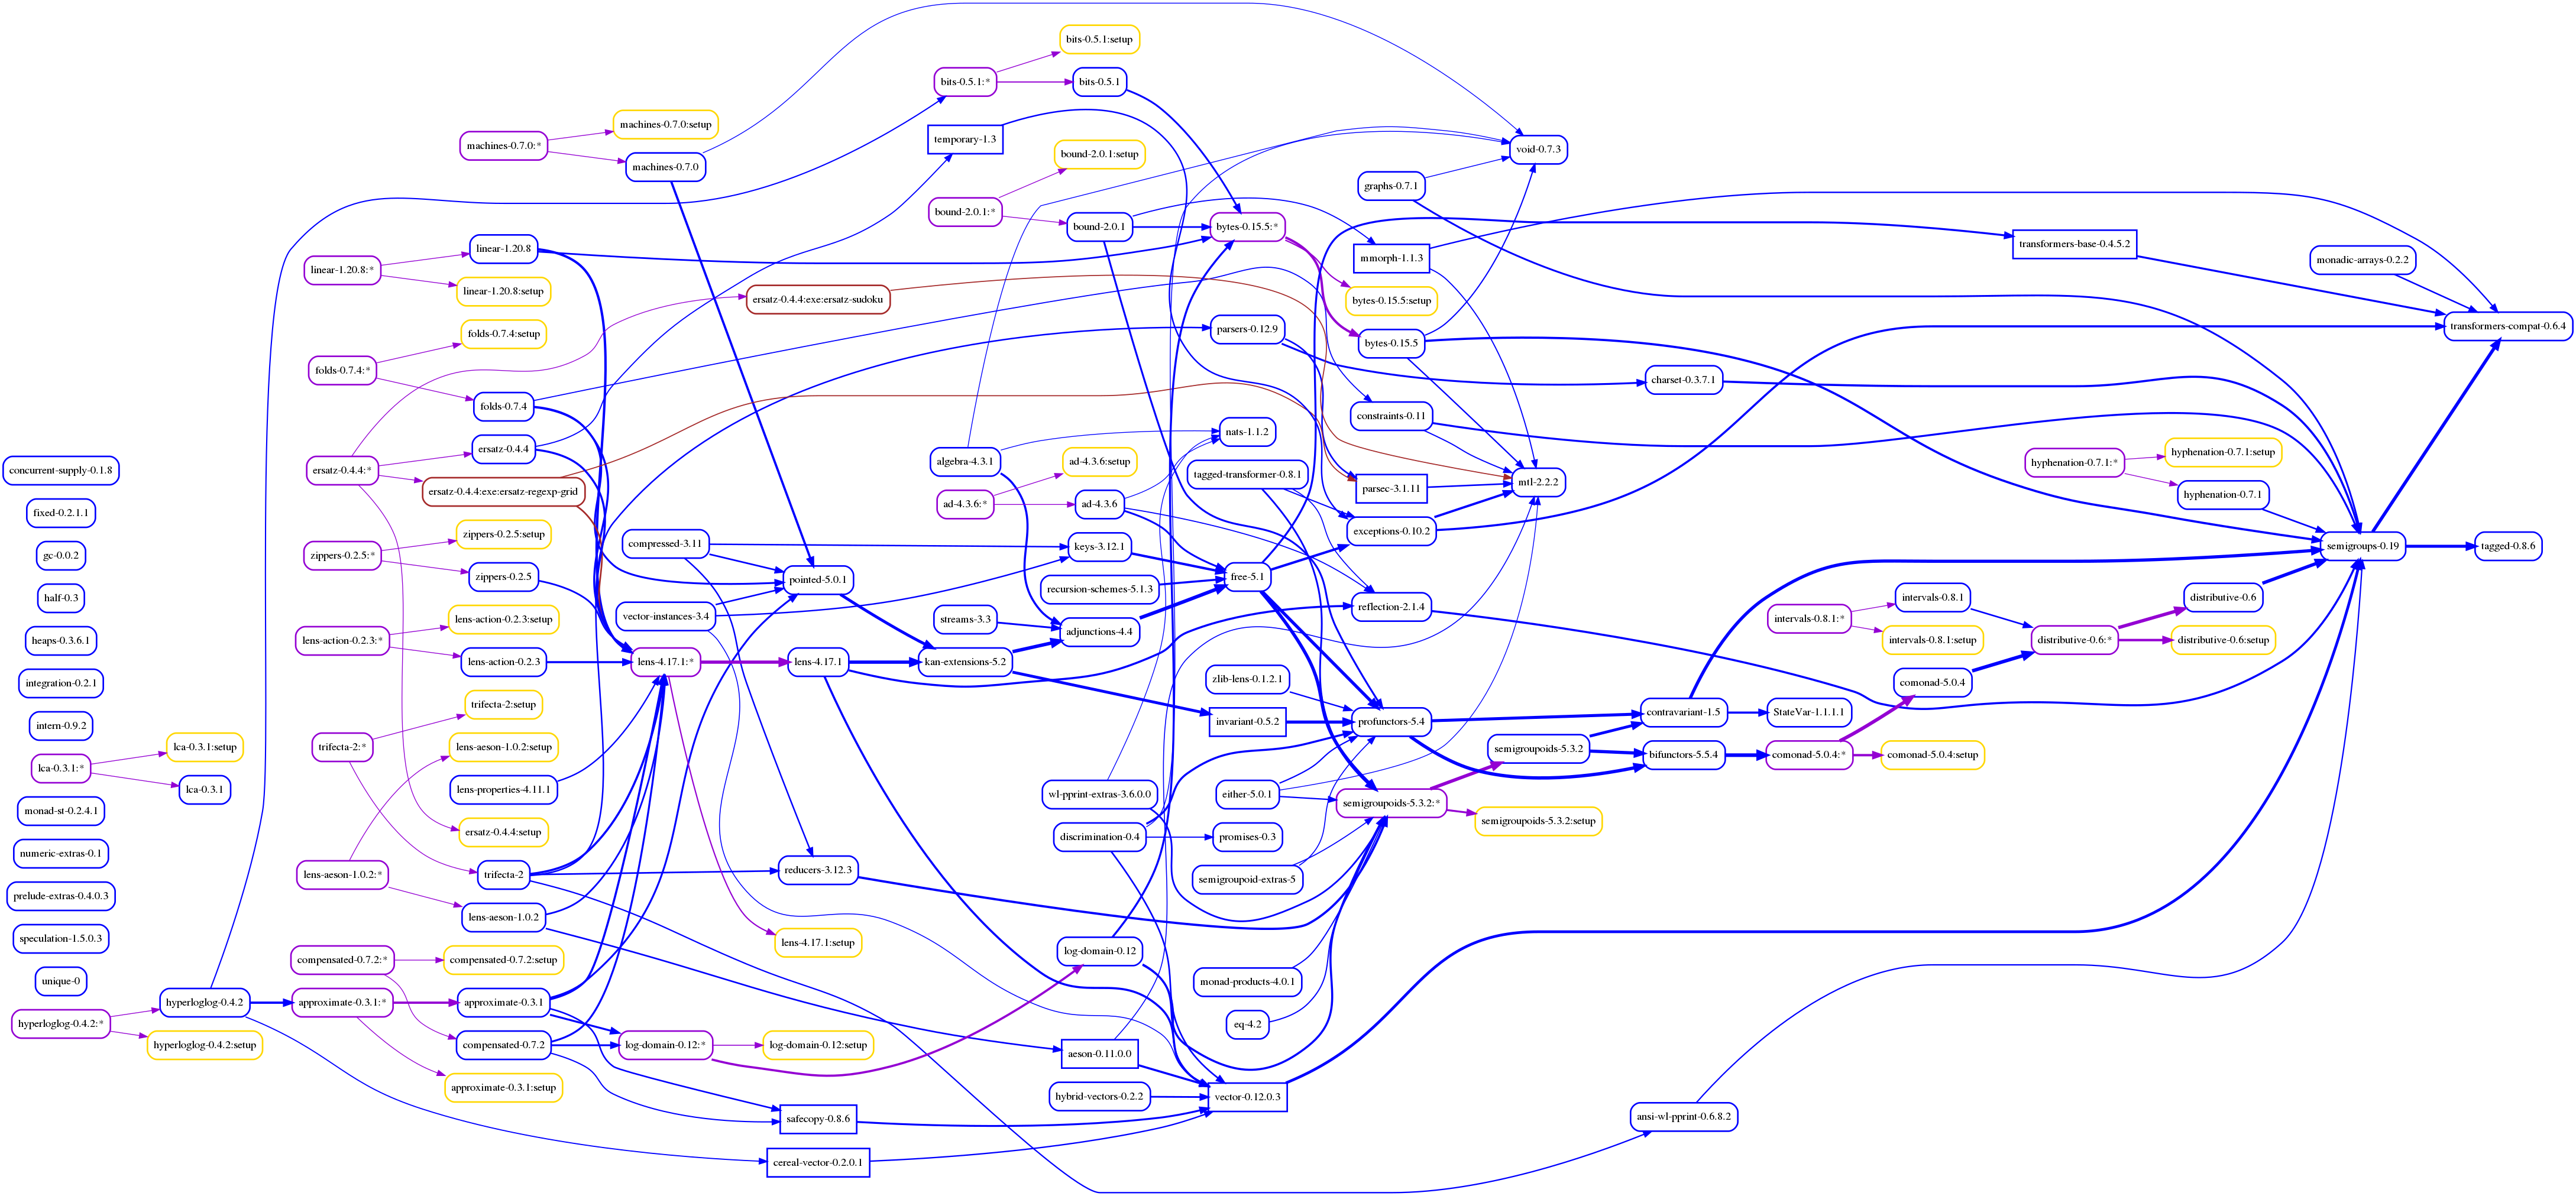 concurrent-supply-0.1.8
fixed-0.2.1.1
gc-0.0.2
half-0.3
heaps-0.3.6.1
integration-0.2.1
intern-0.9.2
lca-0.3.1:*
monad-st-0.2.4.1
numeric-extras-0.1
prelude-extras-0.4.0.3
speculation-1.5.0.3
unique-0
hyperloglog-0.4.2:*
lca-0.3.1:setup
lca-0.3.1
hyperloglog-0.4.2
hyperloglog-0.4.2:setup
linear-1.20.8:*
folds-0.7.4:*
ersatz-0.4.4:*
zippers-0.2.5:*
lens-action-0.2.3:*
trifecta-2:*
lens-aeson-1.0.2:*
compensated-0.7.2:*
approximate-0.3.1:*
machines-0.7.0:*
linear-1.20.8
linear-1.20.8:setup
folds-0.7.4:setup
folds-0.7.4
ersatz-0.4.4
ersatz-0.4.4:exe:ersatz-regexp-grid
zippers-0.2.5:setup
zippers-0.2.5
lens-action-0.2.3:setup
lens-action-0.2.3
trifecta-2:setup
lens-aeson-1.0.2:setup
lens-properties-4.11.1
ersatz-0.4.4:setup
trifecta-2
lens-aeson-1.0.2
compensated-0.7.2:setup
approximate-0.3.1
compensated-0.7.2
approximate-0.3.1:setup
machines-0.7.0:setup
machines-0.7.0
compressed-3.11
vector-instances-3.4
lens-4.17.1:*
log-domain-0.12:*
ersatz-0.4.4:exe:ersatz-sudoku
pointed-5.0.1
lens-4.17.1
reducers-3.12.3
lens-4.17.1:setup
log-domain-0.12:setup
safecopy-0.8.6
cereal-vector-0.2.0.1
bits-0.5.1:*
temporary-1.3
bound-2.0.1:*
algebra-4.3.1
ad-4.3.6:*
streams-3.3
kan-extensions-5.2
bits-0.5.1:setup
bits-0.5.1
bound-2.0.1:setup
bound-2.0.1
ad-4.3.6:setup
ad-4.3.6
keys-3.12.1
recursion-schemes-5.1.3
adjunctions-4.4
wl-pprint-extras-3.6.0.0
discrimination-0.4
log-domain-0.12
aeson-0.11.0.0
hybrid-vectors-0.2.2
bytes-0.15.5:*
parsers-0.12.9
nats-1.1.2
tagged-transformer-0.8.1
free-5.1
zlib-lens-0.1.2.1
invariant-0.5.2
either-5.0.1
promises-0.3
semigroupoid-extras-5
monad-products-4.0.1
eq-4.2
vector-0.12.0.3
graphs-0.7.1
mmorph-1.1.3
bytes-0.15.5:setup
bytes-0.15.5
constraints-0.11
parsec-3.1.11
exceptions-0.10.2
reflection-2.1.4
profunctors-5.4
semigroupoids-5.3.2:*
void-0.7.3
mtl-2.2.2
semigroupoids-5.3.2
semigroupoids-5.3.2:setup
charset-0.3.7.1
contravariant-1.5
bifunctors-5.5.4
ansi-wl-pprint-0.6.8.2
intervals-0.8.1:*
StateVar-1.1.1.1
comonad-5.0.4:*
intervals-0.8.1
intervals-0.8.1:setup
comonad-5.0.4
comonad-5.0.4:setup
transformers-base-0.4.5.2
hyphenation-0.7.1:*
distributive-0.6:*
hyphenation-0.7.1:setup
hyphenation-0.7.1
distributive-0.6
distributive-0.6:setup
monadic-arrays-0.2.2
semigroups-0.19
transformers-compat-0.6.4
tagged-0.8.6